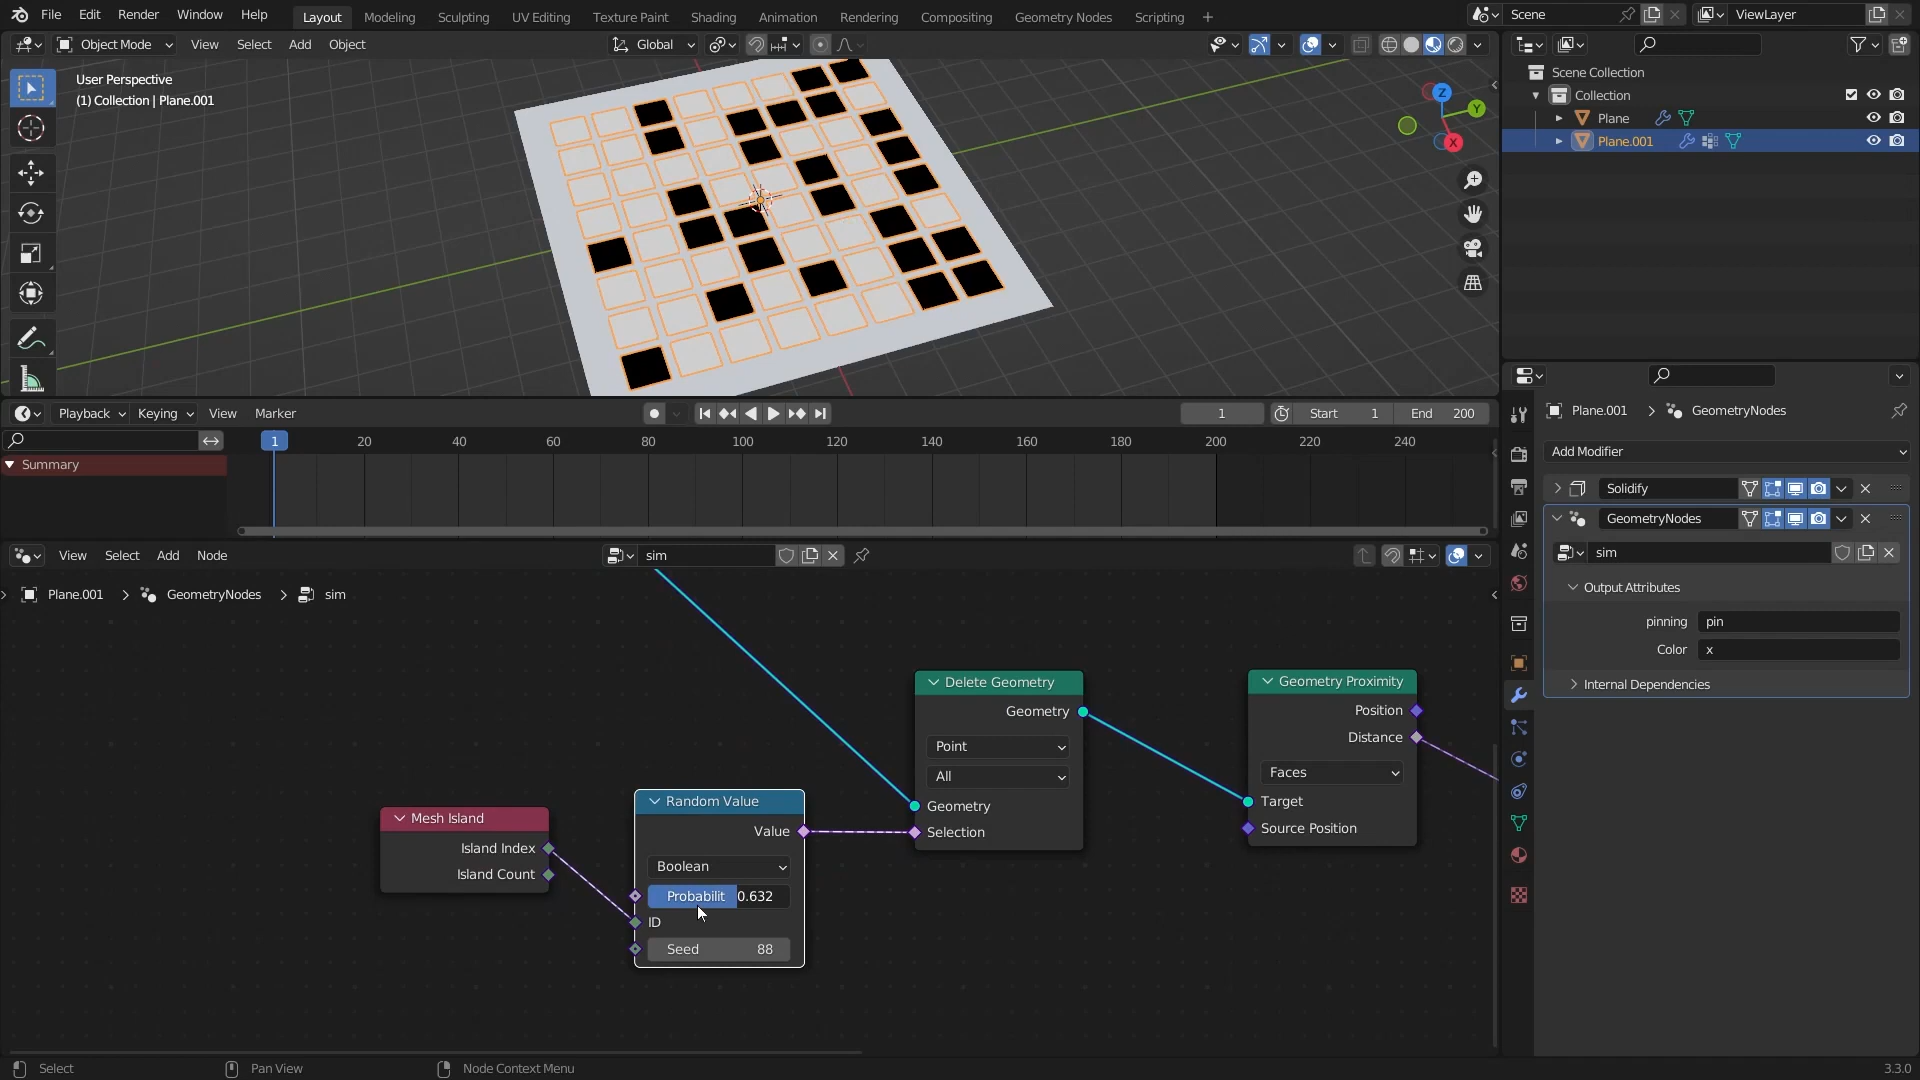 File Edit Render Window Help Layout Modeling Sculpting UV Editing Texture Paint Shading Animation Rendering Compositing Geometry Nodes Scripting + Scene ViewLayer
Object Mode View Select Add Object Global
User Perspective
(1) Collection | Plane.001
Z
Y
X
Scene Collection
Collection
Plane
Plane.001
Playback Keying View Marker 1 Start 1 End 200
1 20 40 60 80 100 120 140 160 180 200 220 240
Summary
View Select Add Node sim
Plane.001 GeometryNodes sim
Mesh Island
Island Index
Island Count
Random Value
Value
Boolean
Probabilit 0.632
ID
Seed 88
Delete Geometry
Geometry
Point
All
Geometry
Selection
Geometry Proximity
Position
Distance
Faces
Target
Source Position
Plane.001 GeometryNodes
Add Modifier
Solidify
GeometryNodes
sim
Output Attributes
pinning pin
Color x
Internal Dependencies
Select Pan View Node Context Menu 3.3.0